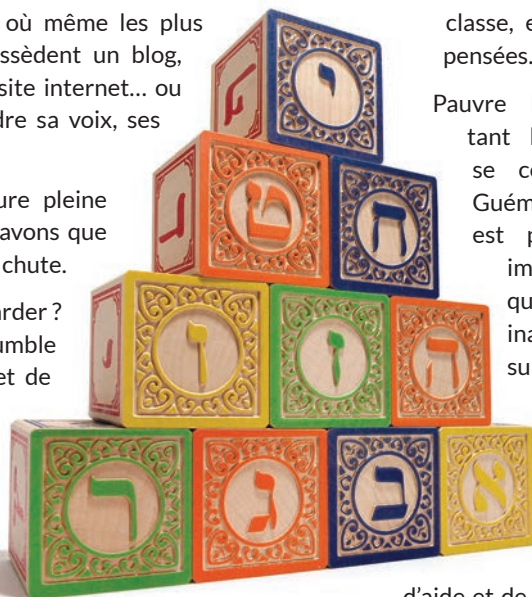 où même les plus
ssèdent un blog,
site internet… ou
dre sa voix, ses
ure pleine
avons que
chute.
arder ?
umble
et de
י
ח ט
ה ו ז
א ב ג ד
classe, e
pensées.
Pauvre
tant l
se c
Guém
est p
im
qu
ina
su
d'aide et de